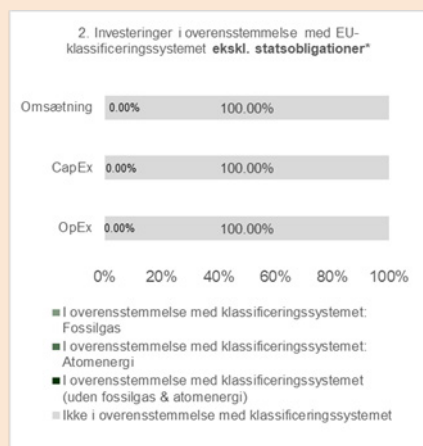 2. Investeringer i overensstemmelse med EU-
klassificeringssystemet ekskl. statsobligationer*
Omsætning 0.00% 100.00%
CapEx 0.00% 100.00%
OpEx 0.00% 100.00%
0% 20% 40% 60% 80% 100%
I overensstemmelse med klassificeringssystemet:
Fossilgas
I overensstemmelse med klassificeringssystemet:
Atomenergi
I overensstemmelse med klassificeringssystemet
(uden fossilgas & atomenergi)
Ikke i overensstemmelse med klassificeringssystemet